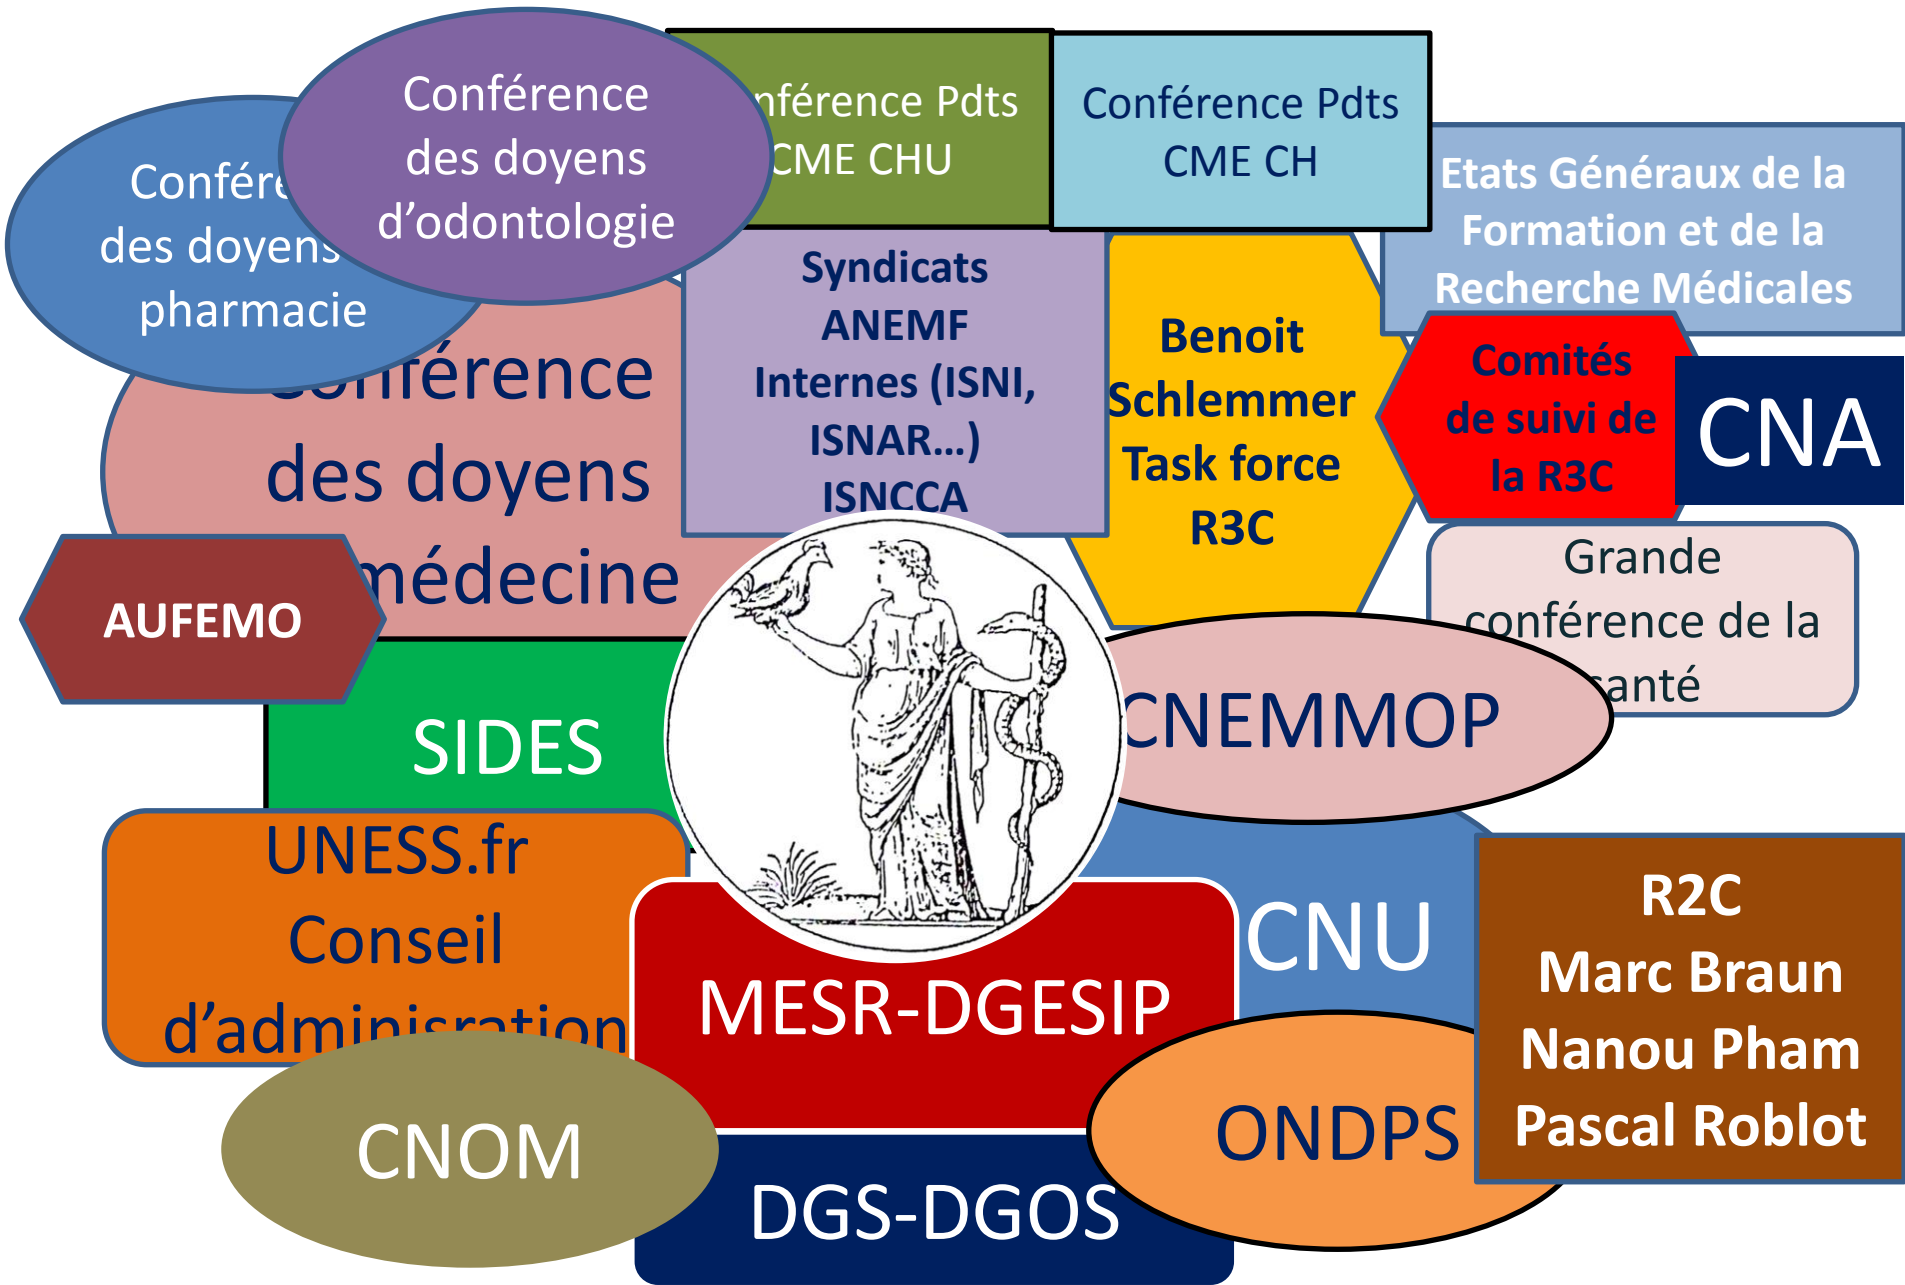 Conférence
des doyens
d'odontologie
nférence Pdts
CME CHU
Conférence Pdts
CME CH
Etats Généraux de la
Formation et de la
Recherche Médicales
Confére
des doyens
pharmacie
Conférence
des doyens
médecine
Syndicats
ANEMF
Internes (ISNI,
ISNAR...)
ISNCCA
Benoit
Schlemmer
Task force
R3C
Comités
de suivi de
la R3C
CNA
Grande
conférence de la
santé
AUFEMO
SIDES
CNEMMOP
UNESS.fr
Conseil
d'adminisration
MESR-DGESIP
CNU
R2C
Marc Braun
Nanou Pham
Pascal Roblot
CNOM
ONDPS
DGS-DGOS